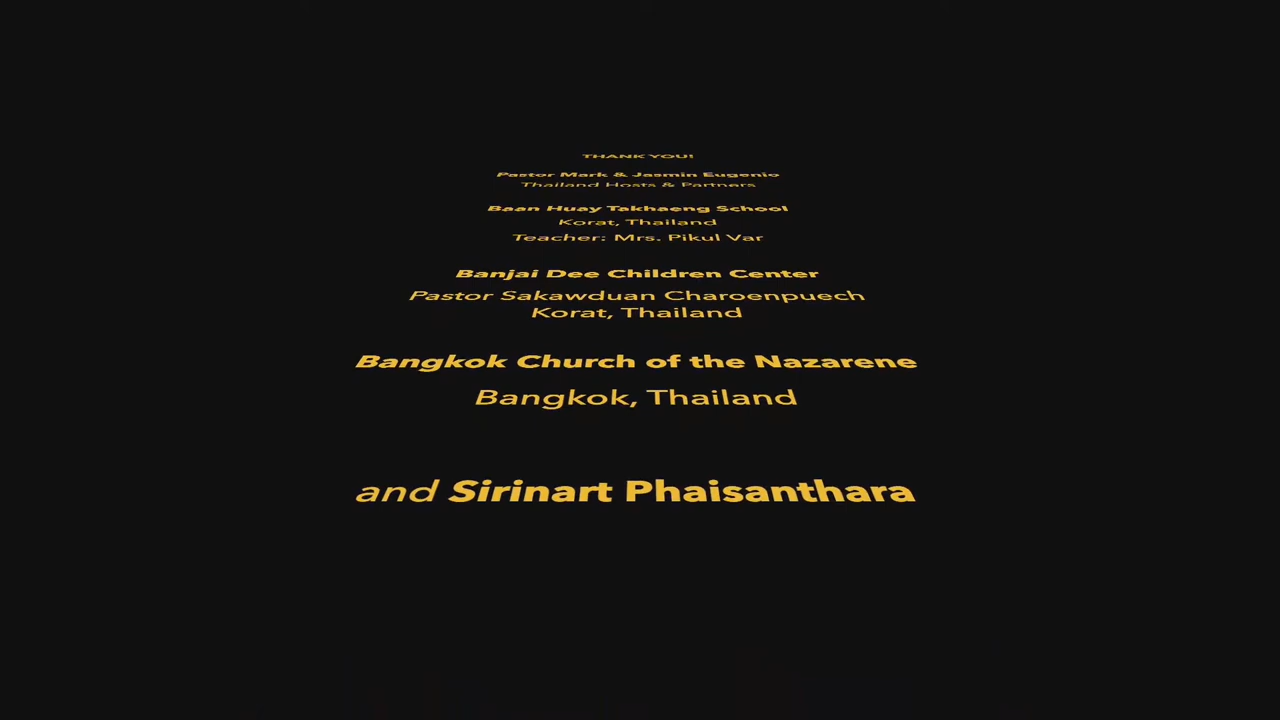 THANK YOU!
Pastor Mark & Jasmin Eugenio
Thailand Hosts & Partners
Baan Huay Takhaeng School
Korat, Thailand
Teacher: Mrs. Pikul Var
Banjai Dee Children Center
Pastor Sakawduan Charoenpuech
Korat, Thailand
Bangkok Church of the Nazarene
Bangkok, Thailand
and Sirinart Phaisanthara